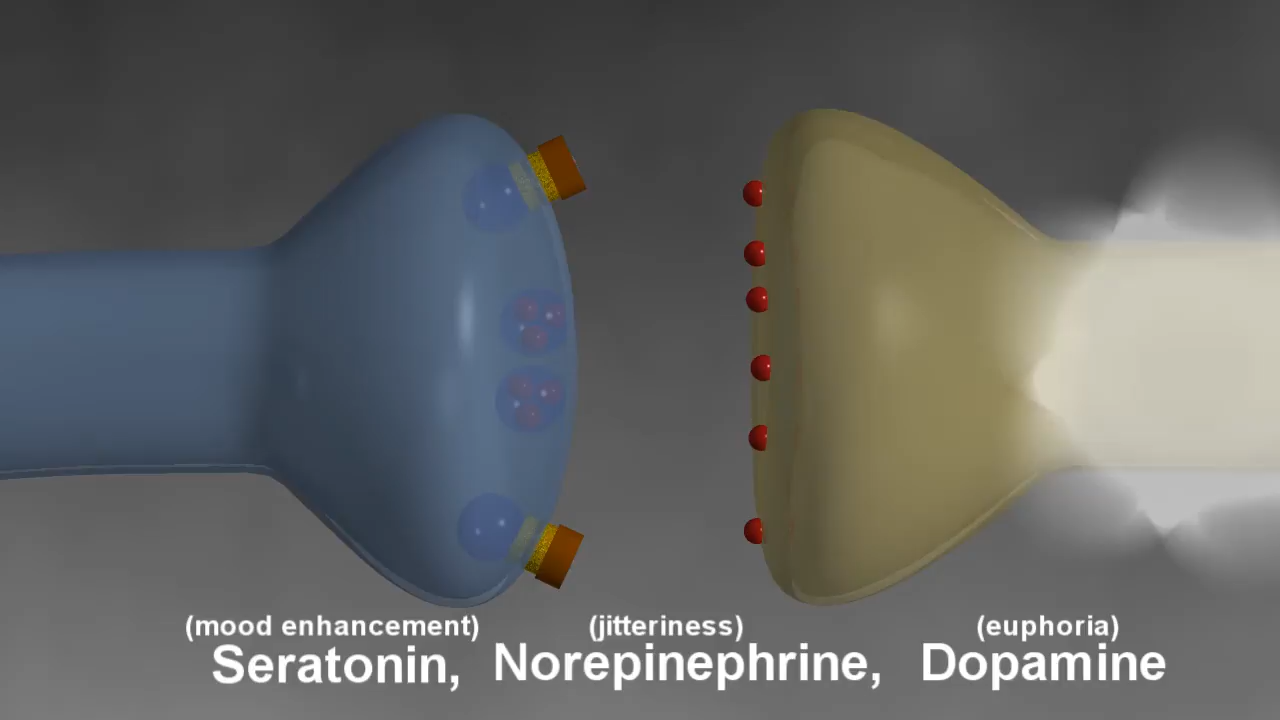 (mood enhancement) (jitteriness) (euphoria)
Seratonin, Norepinephrine, Dopamine